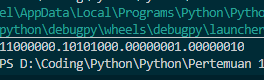 el\AppData\Local\Programs\Python\Pytho
python\debugpy\wheels\debugpy\launcher
11000000.10101000.00000001.00000010
PS D:\Coding\Python\Python\Pertemuan 1